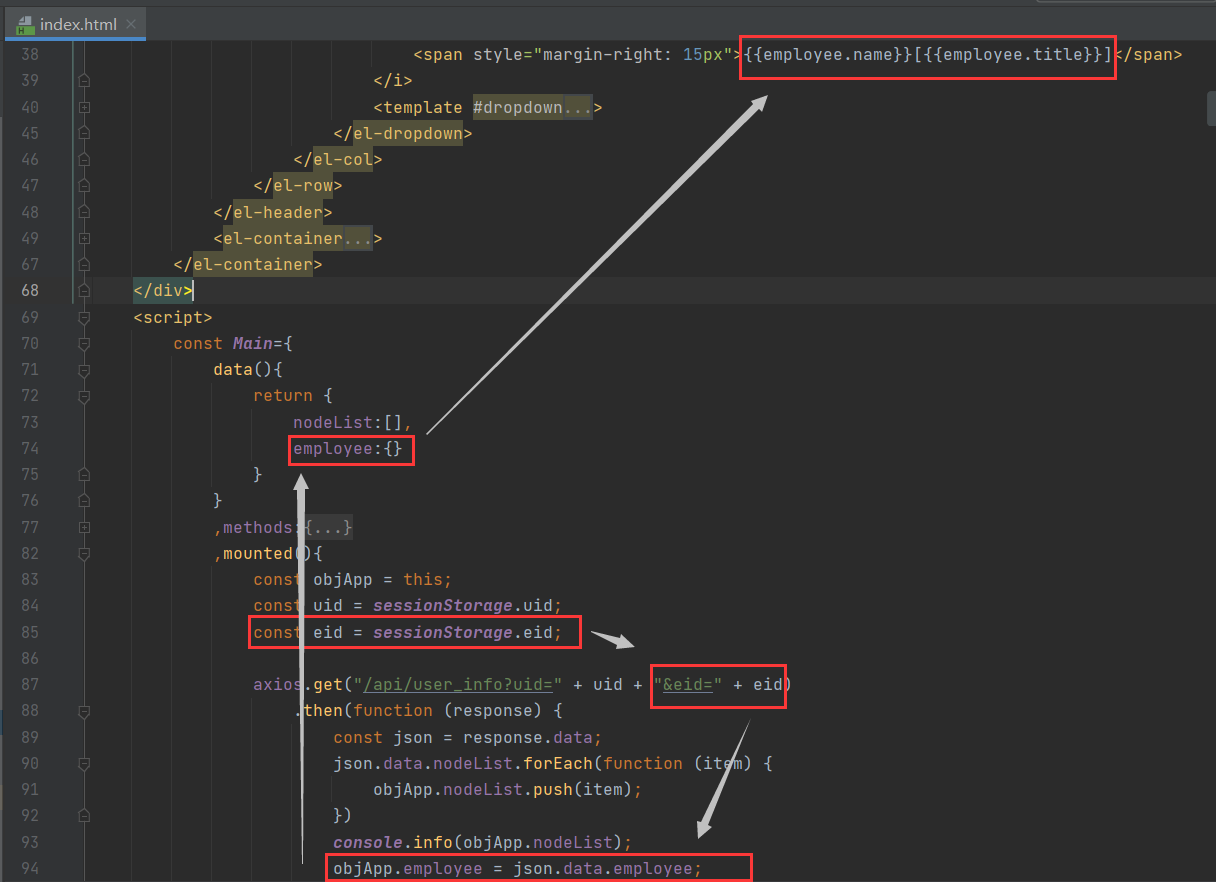 index.html
38 <span style="margin-right: 15px">{{employee.name}}[{{employee.title}}]</span>
39 </i>
40 <template #dropdown...>
45 </el-dropdown>
46 </el-col>
47 </el-row>
48 </el-header>
49 <el-container...>
67 </el-container>
68 </div>
69 <script>
70 const Main={
71 data(){
72 return {
73 nodeList:[],
74 employee:{}
75 }
76 }
77 ,methods:{...}
82 ,mounted(){
83 const objApp = this;
84 const uid = sessionStorage.uid;
85 const eid = sessionStorage.eid;
86
87 axios.get("/api/user_info?uid=" + uid + "&eid=" + eid)
88 .then(function (response) {
89 const json = response.data;
90 json.data.nodeList.forEach(function (item) {
91 objApp.nodeList.push(item);
92 })
93 console.info(objApp.nodeList);
94 objApp.employee = json.data.employee;